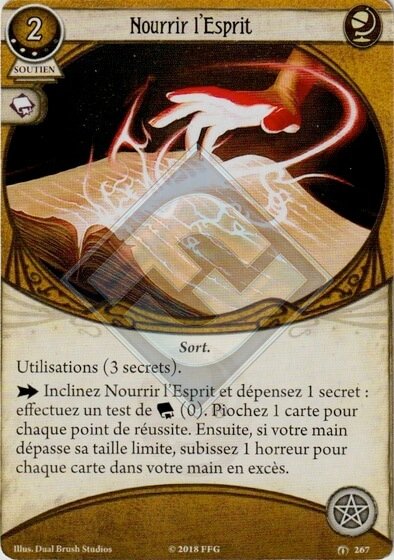 Nourrir l'Esprit
2
SOUTIEN
Sort.
Utilisations (3 secrets).
Inclinez Nourrir l'Esprit et dépensez 1 secret :
effectuez un test de (0). Piochez 1 carte pour
chaque point de réussite. Ensuite, si votre main
dépasse sa taille limite, subissez 1 horreur pour
chaque carte dans votre main en excès.
Illus. Dual Brush Studios © 2018 FFG 267